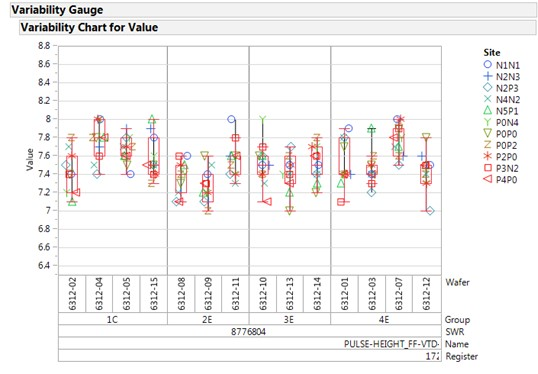 Variability Gauge
Variability Chart for Value
8.8
8.6
8.4
8.2
8
7.8
7.6
7.4
7.2
7
6.8
6.6
6.4
Value
Site
N1N1
N2N3
N2P3
N4N2
N5P1
P0N4
P0P0
P0P2
P2P0
P3N2
P4P0
6312-02 6312-04 6312-05 6312-15 6312-08 6312-09 6312-11 6312-10 6312-13 6312-14 6312-01 6312-03 6312-07 6312-12 Wafer
1C 2E 3E 4E Group
8776804 SWR
PULSE-HEIGHT_FF-VTD- Name
172 Register